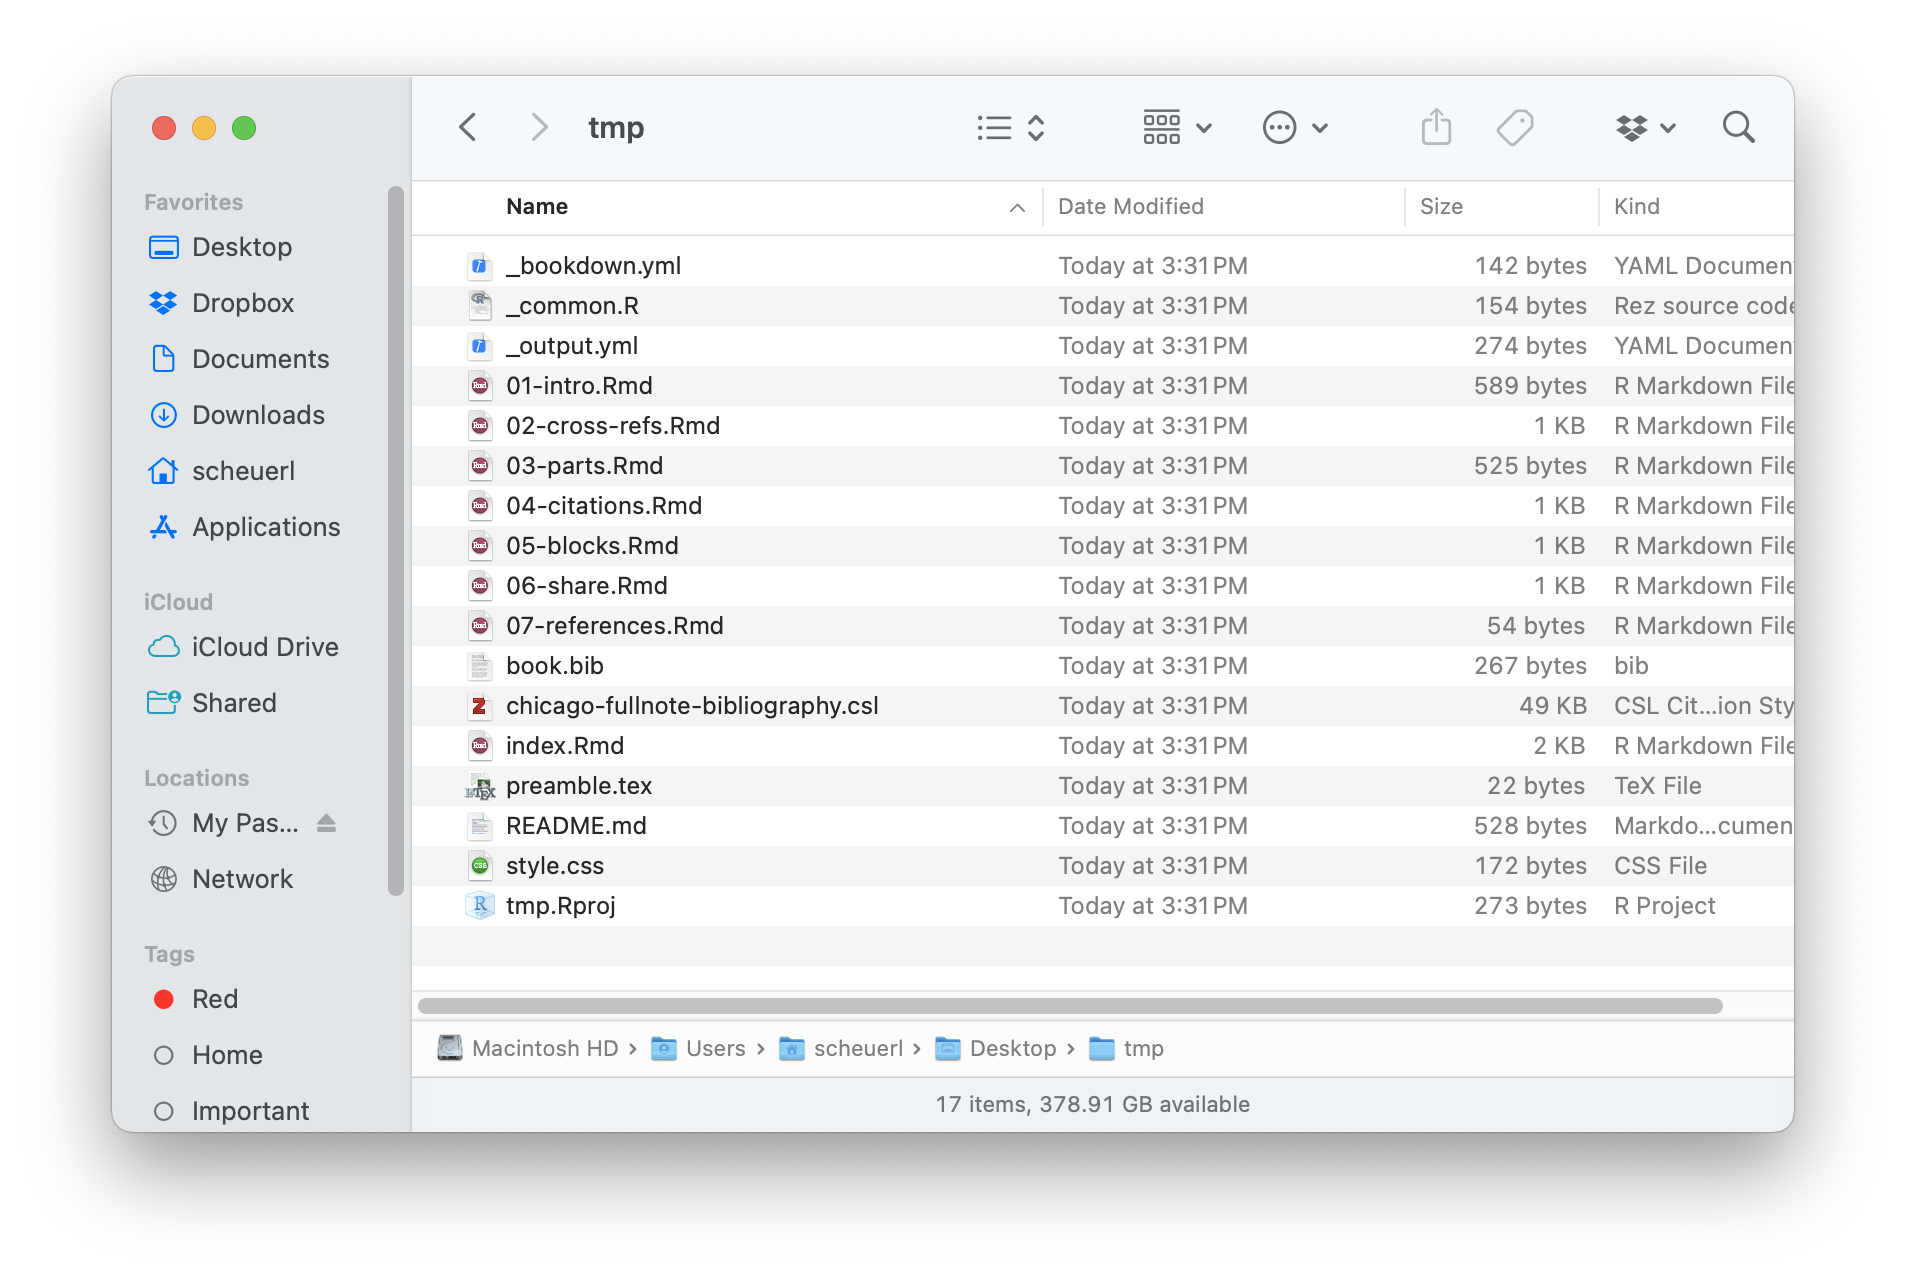 tmp
Favorites
Desktop
Dropbox
Documents
Downloads
scheuerl
Applications
iCloud
iCloud Drive
Shared
Locations
My Pas...
Network
Tags
Red
Home
Important
Name Date Modified Size Kind
_bookdown.yml Today at 3:31 PM 142 bytes YAML Documen
_common.R Today at 3:31 PM 154 bytes Rez source code
_output.yml Today at 3:31 PM 274 bytes YAML Documen
01-intro.Rmd Today at 3:31 PM 589 bytes R Markdown File
02-cross-refs.Rmd Today at 3:31 PM 1 KB R Markdown File
03-parts.Rmd Today at 3:31 PM 525 bytes R Markdown File
04-citations.Rmd Today at 3:31 PM 1 KB R Markdown File
05-blocks.Rmd Today at 3:31 PM 1 KB R Markdown File
06-share.Rmd Today at 3:31 PM 1 KB R Markdown File
07-references.Rmd Today at 3:31 PM 54 bytes R Markdown File
book.bib Today at 3:31 PM 267 bytes bib
chicago-fullnote-bibliography.csl Today at 3:31 PM 49 KB CSL Cit...ion Sty
index.Rmd Today at 3:31 PM 2 KB R Markdown File
preamble.tex Today at 3:31 PM 22 bytes TeX File
README.md Today at 3:31 PM 528 bytes Markdo...cumen
style.css Today at 3:31 PM 172 bytes CSS File
tmp.Rproj Today at 3:31 PM 273 bytes R Project
Macintosh HD › Users › scheuerl › Desktop › tmp
17 items, 378.91 GB available